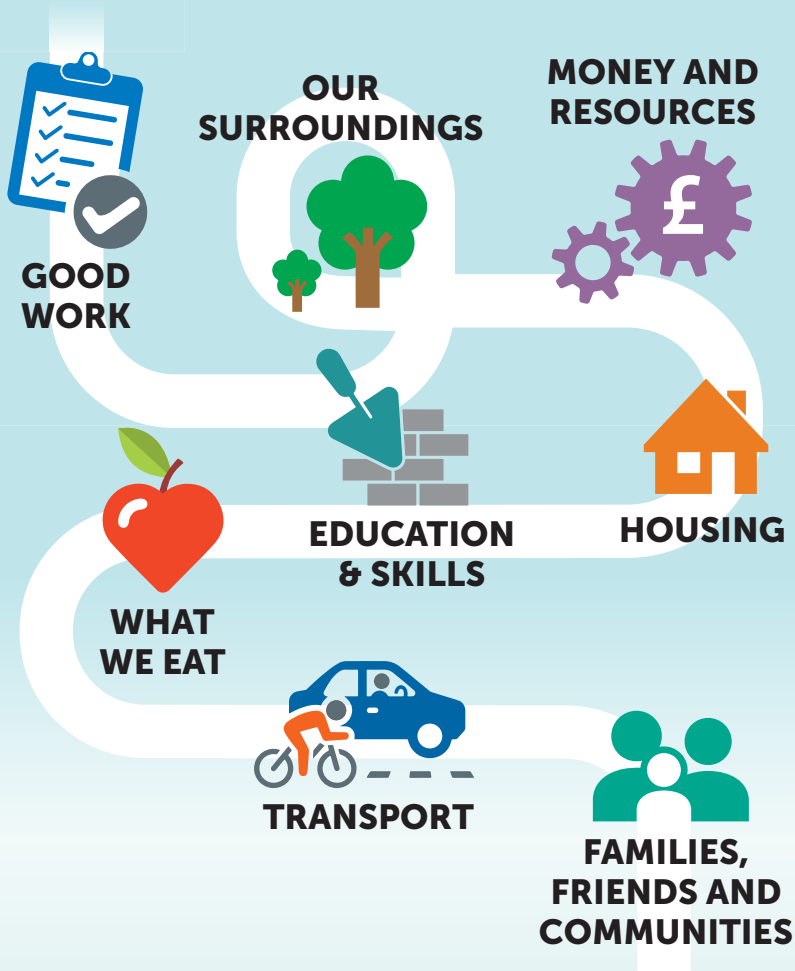 GOOD
WORK
OUR
SURROUNDINGS
MONEY AND
RESOURCES
£
HOUSING
EDUCATION
& SKILLS
WHAT
WE EAT
TRANSPORT
FAMILIES,
FRIENDS AND
COMMUNITIES